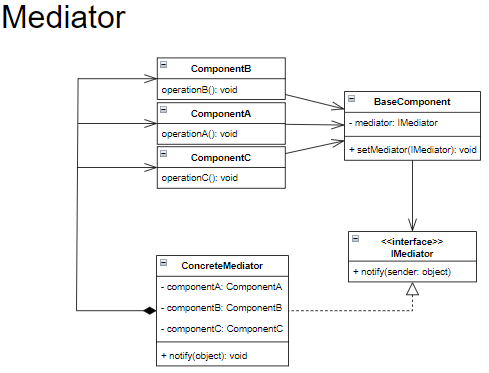 Mediator
ComponentB
operationB(): void
ComponentA
operationA(): void
ComponentC
operationC(): void
BaseComponent
- mediator: IMediator
+ setMediator(IMediator): void
<<interface>>
IMediator
+ notify(sender: object)
ConcreteMediator
- componentA: ComponentA
- componentB: ComponentB
- componentC: ComponentC
+ notify(object): void